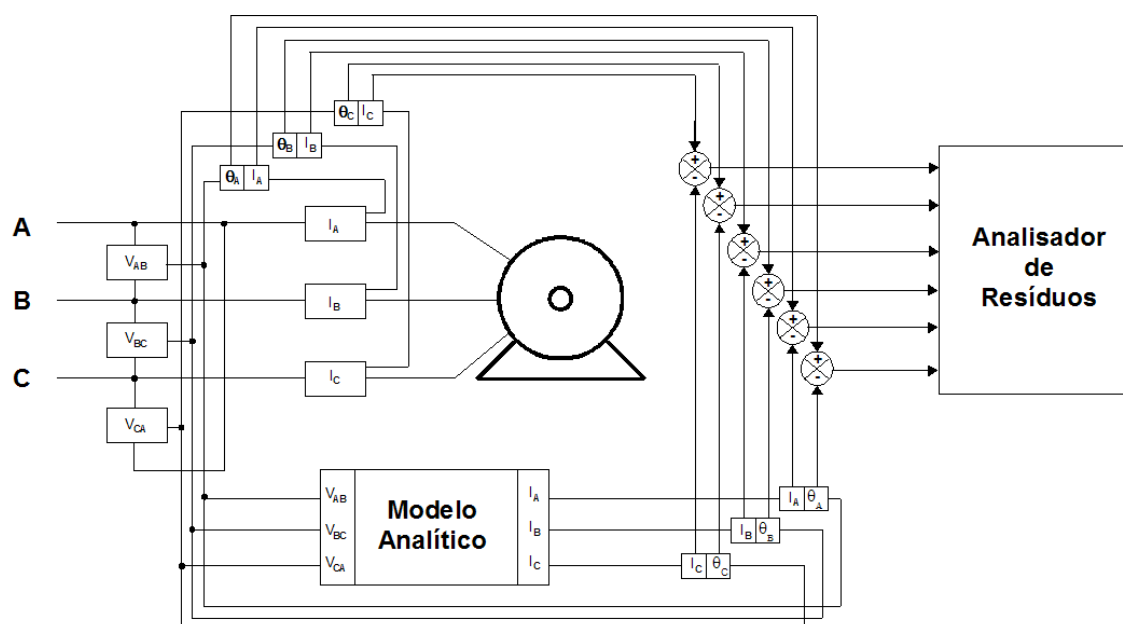 θC IC
θB IB
θA IA
A
IA
VAB
B
IB
VBC
C
IC
VCA
+
-
+
-
+
-
+
-
+
-
+
-
Analisador
de
Resíduos
VAB
VBC
VCA
Modelo
Analítico
IA
IB
IC
IA θA
IB θB
IC θC